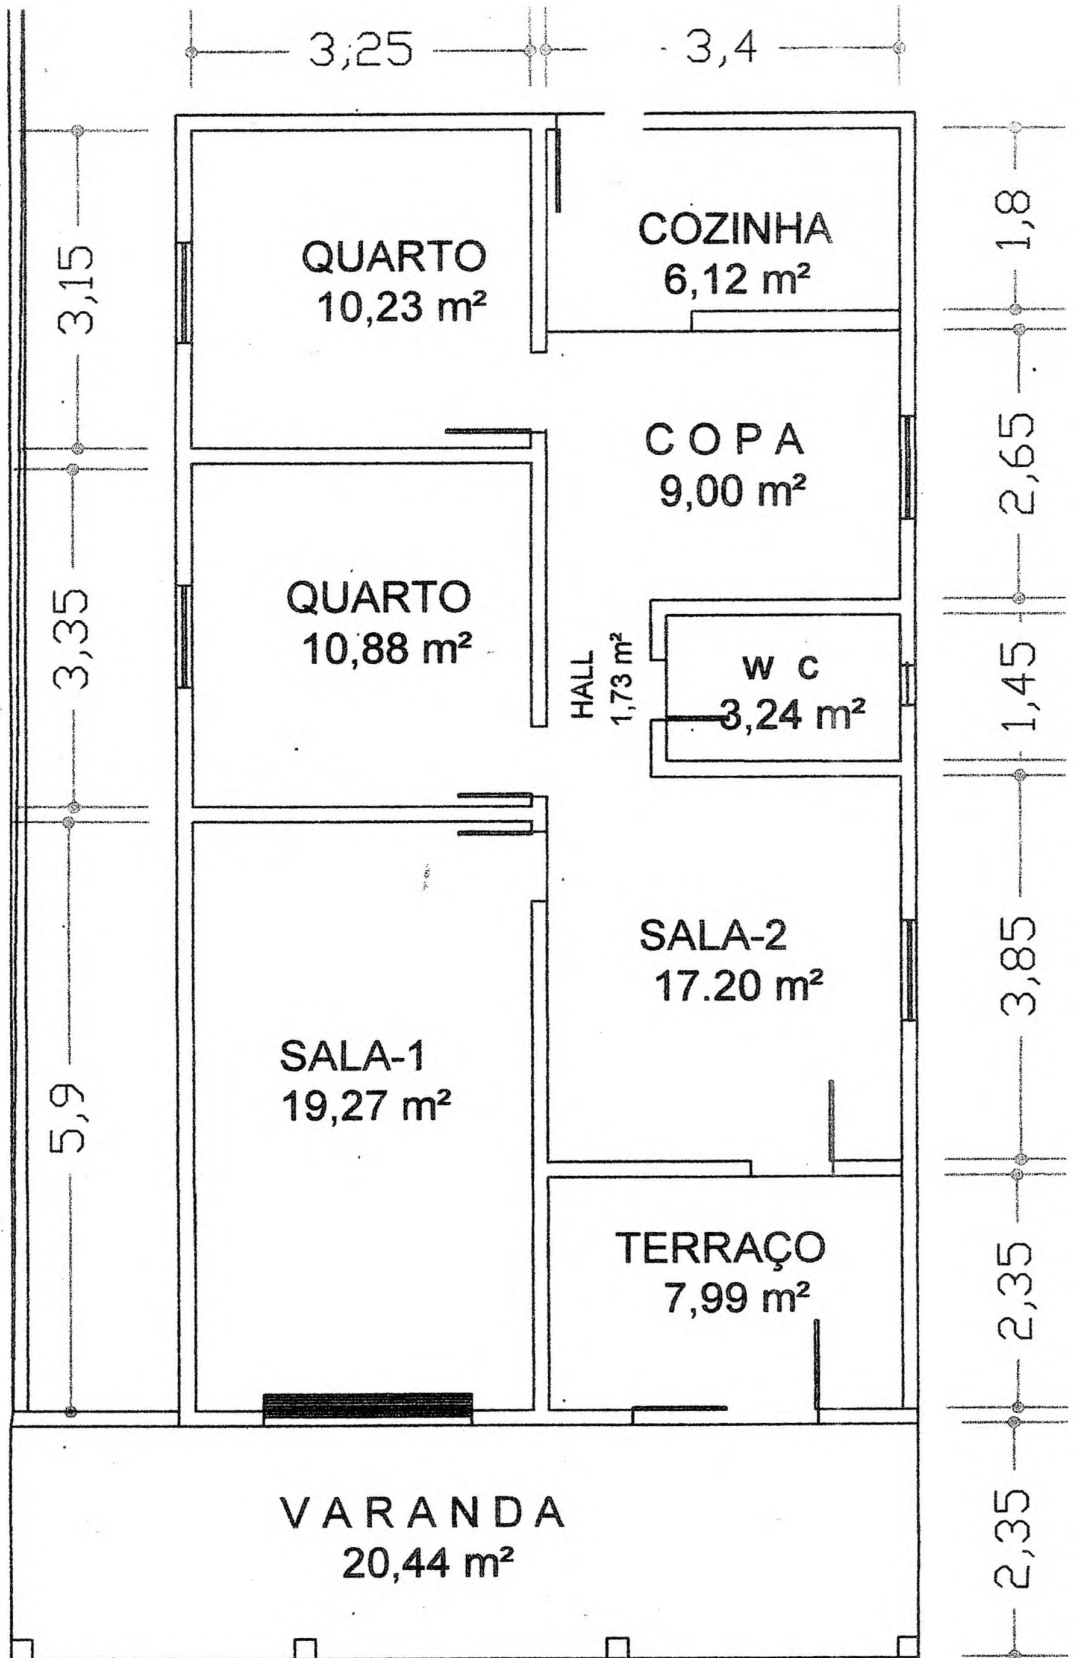 3,25
3,4
3,15
QUARTO
10,23 m²
COZINHA
6,12 m²
1,8
C O P A
9,00 m²
2,65
3,35
QUARTO
10,88 m²
HALL
1,73 m²
W C
3,24 m²
1,45
SALA-2
17.20 m²
3,85
5,9
SALA-1
19,27 m²
TERRAÇO
7,99 m²
2,35
V A R A N D A
20,44 m²
2,35